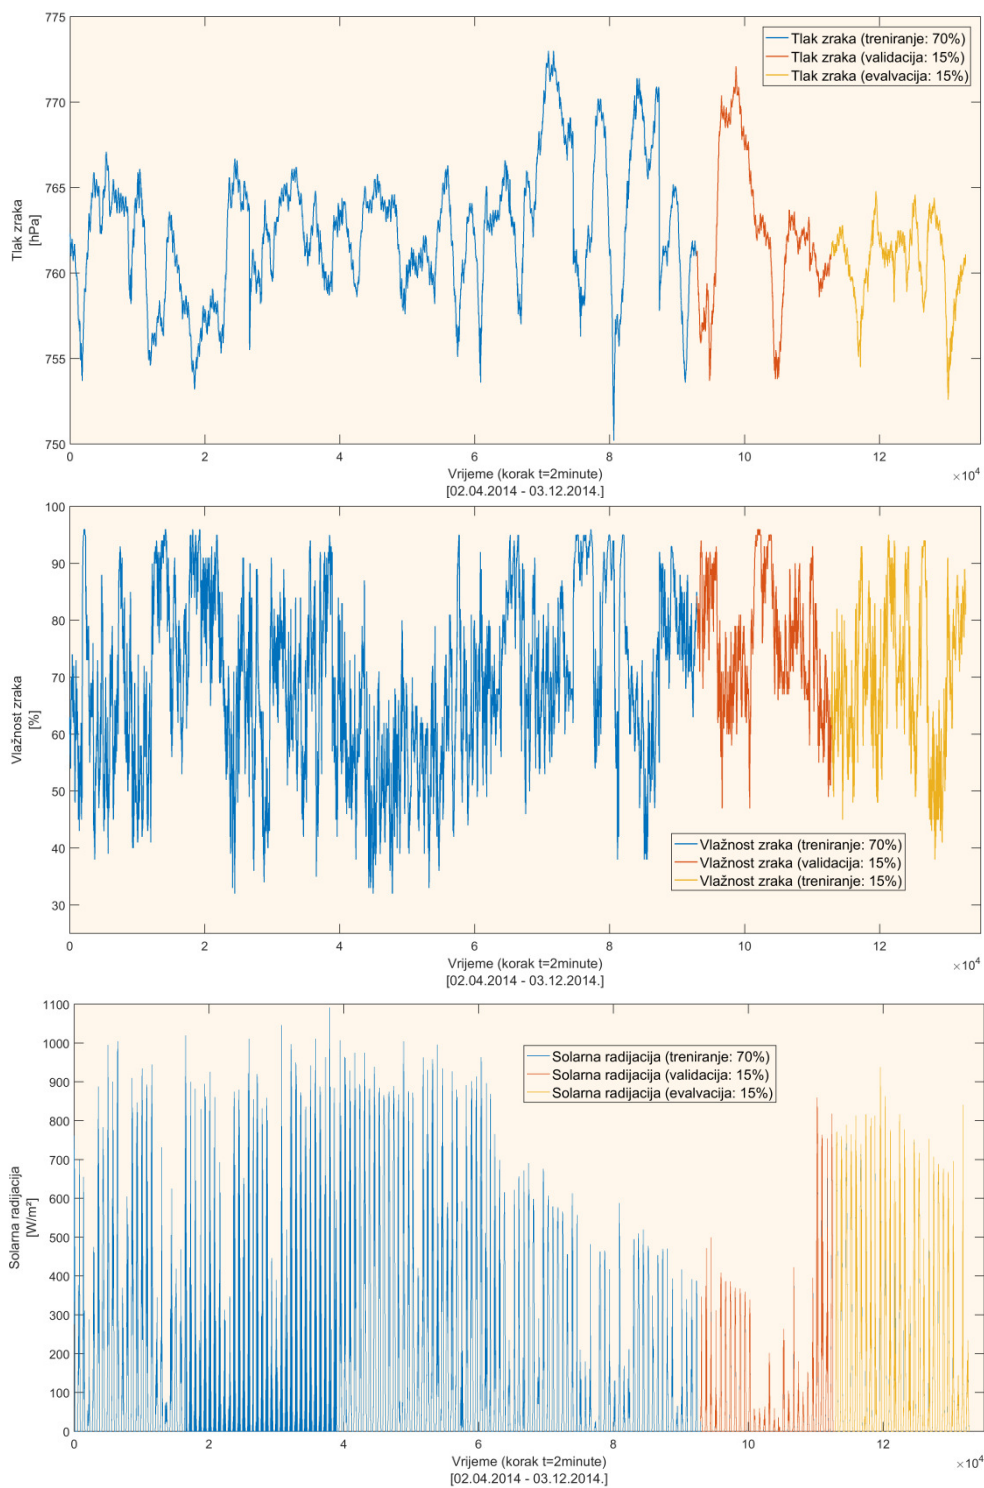 775
770
765
760
755
750
Tlak zraka
[hPa]
Tlak zraka (treniranje: 70%)
Tlak zraka (validacija: 15%)
Tlak zraka (evalvacija: 15%)
0 2 4 6 8 10 12
×10⁴
Vrijeme (korak t=2minute)
[02.04.2014 - 03.12.2014.]
100
90
80
70
60
50
40
30
Vlažnost zraka
[%]
Vlažnost zraka (treniranje: 70%)
Vlažnost zraka (validacija: 15%)
Vlažnost zraka (treniranje: 15%)
0 2 4 6 8 10 12
×10⁴
Vrijeme (korak t=2minute)
[02.04.2014 - 03.12.2014.]
1100
1000
900
800
700
600
500
400
300
200
100
0
Solarna radijacija
[W/m²]
Solarna radijacija (treniranje: 70%)
Solarna radijacija (validacija: 15%)
Solarna radijacija (evalvacija: 15%)
0 2 4 6 8 10 12
×10⁴
Vrijeme (korak t=2minute)
[02.04.2014 - 03.12.2014.]